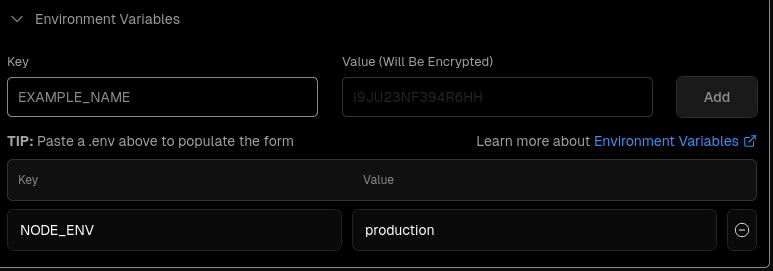 Environment Variables
Key
Value (Will Be Encrypted)
EXAMPLE_NAME
I9JU23NF394R6HH
Add
TIP: Paste a .env above to populate the form
Learn more about Environment Variables
Key
Value
NODE_ENV
production